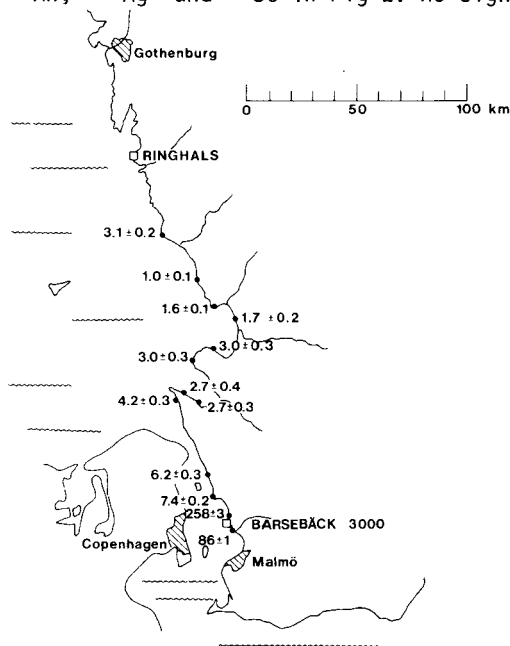 and
Gothenburg
0 50 100 km
RINGHALS
3.1 ± 0.2
1.0 ± 0.1
1.6 ± 0.1
1.7 ± 0.2
3.0 ± 0.3
3.0 ± 0.3
2.7 ± 0.4
4.2 ± 0.3
2.7 ± 0.3
6.2 ± 0.3
7.4 ± 0.2
258 ± 3
BARSEBÄCK 3000
Copenhagen
86 ± 1
Malmö